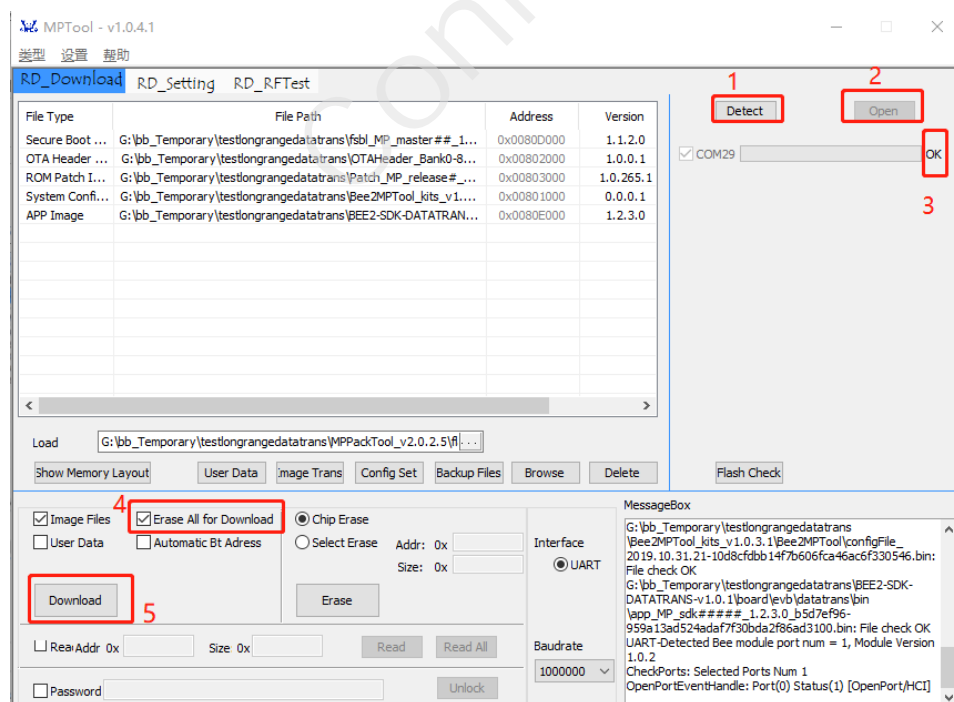 MPTool - v1.0.4.1
类型 设置 帮助
RD_Download RD_Setting RD_RFTest
1 2
File Type File Path Address Version
Detect Open
Secure Boot ... G:\bb_Temporary\testlongrangedatatrans\fsbl_MP_master##_1... 0x0080D000 1.1.2.0
OTA Header ... G:\bb_Temporary\testlongrangedatatrans\OTAHeader_Bank0-8... 0x00802000 1.0.0.1
COM29 OK
ROM Patch I... G:\bb_Temporary\testlongrangedatatrans\Patch_MP_release#_... 0x00803000 1.0.265.1
System Confi... G:\bb_Temporary\testlongrangedatatrans\Bee2MPTool_kits_v1.... 0x00801000 0.0.0.1
APP Image G:\bb_Temporary\testlongrangedatatrans\BEE2-SDK-DATATRAN... 0x0080E000 1.2.3.0
3
Load G:\bb_Temporary\testlongrangedatatrans\MPPackTool_v2.0.2.5\fl ...
Show Memory Layout User Data Image Trans Config Set Backup Files Browse Delete Flash Check
4
Image Files Erase All for Download Chip Erase
User Data Automatic Bt Adress Select Erase Addr: 0x
Size: 0x
Download 5 Erase
Interface
UART
Addr 0x Size 0x Read Read All
Baudrate
1000000
Password Unlock
MessageBox
G:\bb_Temporary\testlongrangedatatrans
\Bee2MPTool_kits_v1.0.3.1\Bee2MPTool\configFile_
2019.10.31.21-10d8cfdbb14f7b606fca46ac6f330546.bin:
File check OK
G:\bb_Temporary\testlongrangedatatrans\BEE2-SDK-
DATATRANS-v1.0.1\board\evb\datatrans\bin
\app_MP_sdk#####_1.2.3.0_b5d7ef96-
959a13ad524adaf7f30bda2f86ad3100.bin: File check OK
UART-Detected Bee module port num = 1, Module Version
1.0.2
CheckPorts: Selected Ports Num 1
OpenPortEventHandle: Port(0) Status(1) [OpenPort/HCI]